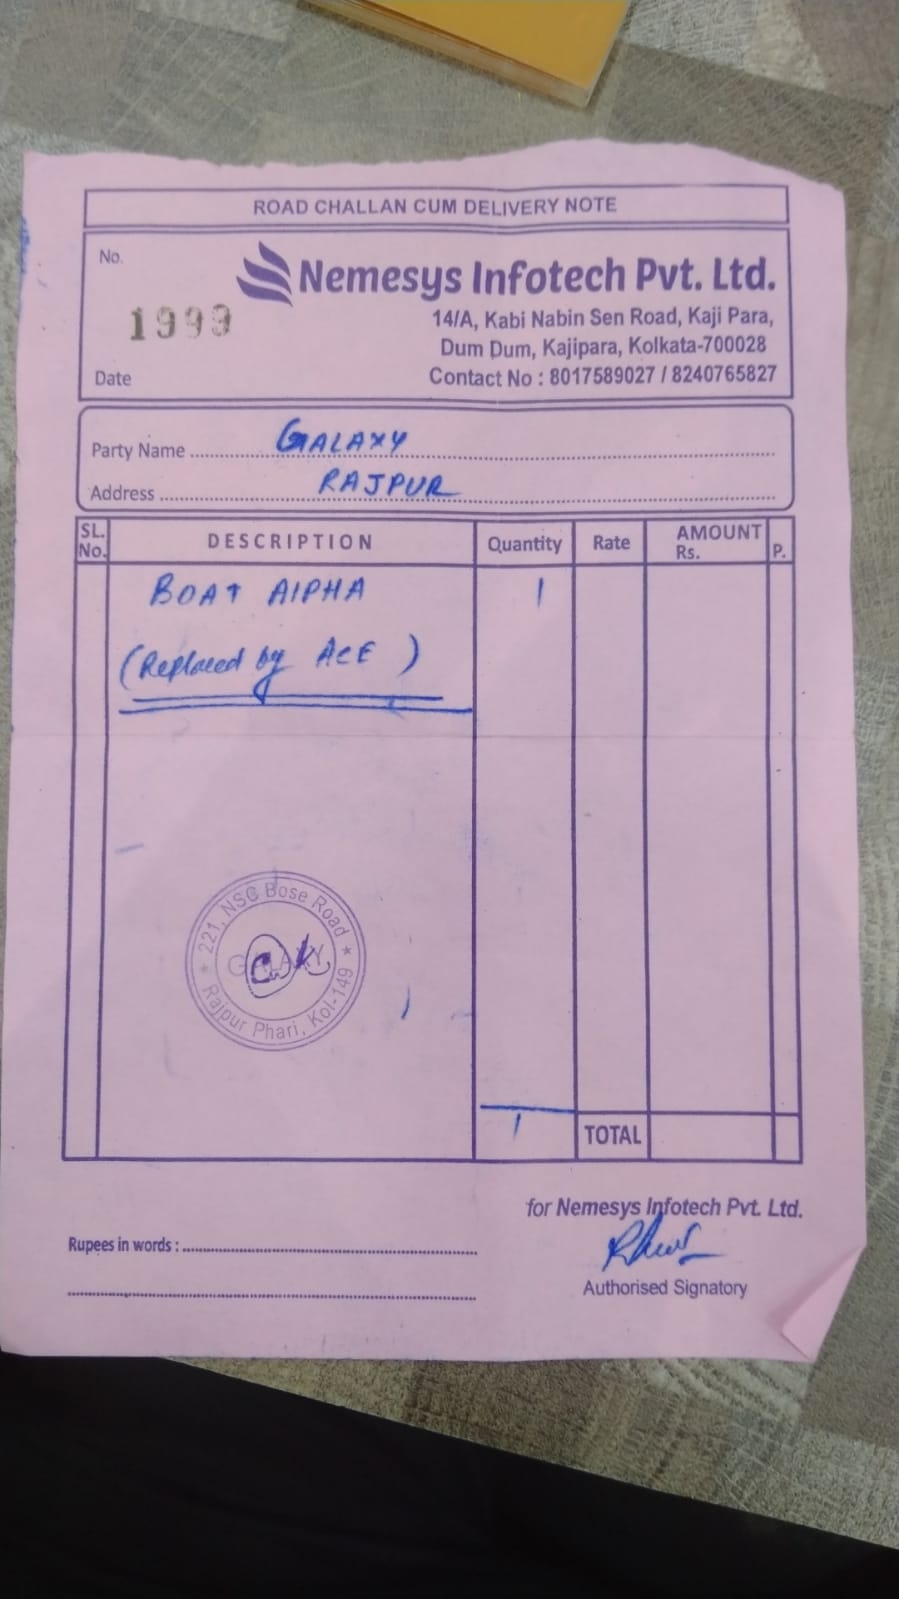 ROAD CHALLAN CUM DELIVERY NOTE
No.
Nemesys Infotech Pvt. Ltd.
1999
14/A, Kabi Nabin Sen Road, Kaji Para,
Dum Dum, Kajipara, Kolkata-700028
Date
Contact No : 8017589027 / 8240765827
Party Name GALAXY
Address RAJPUR
SL. No. DESCRIPTION Quantity Rate AMOUNT Rs. P.
BOAT AlPHA 1
(Replaced by ACE)
221, NSC Bose Road
GALAXY
Rajpur Phari, Kol-149
1 TOTAL
for Nemesys Infotech Pvt. Ltd.
Rupees in words :
Authorised Signatory